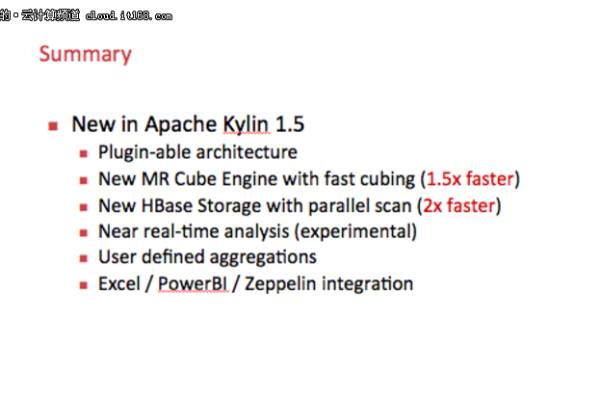 的·云计算频道 cloud.it168.com
Summary
New in Apache Kylin 1.5
Plugin-able architecture
New MR Cube Engine with fast cubing (1.5x faster)
New HBase Storage with parallel scan (2x faster)
Near real-time analysis (experimental)
User defined aggregations
Excel / PowerBI / Zeppelin integration